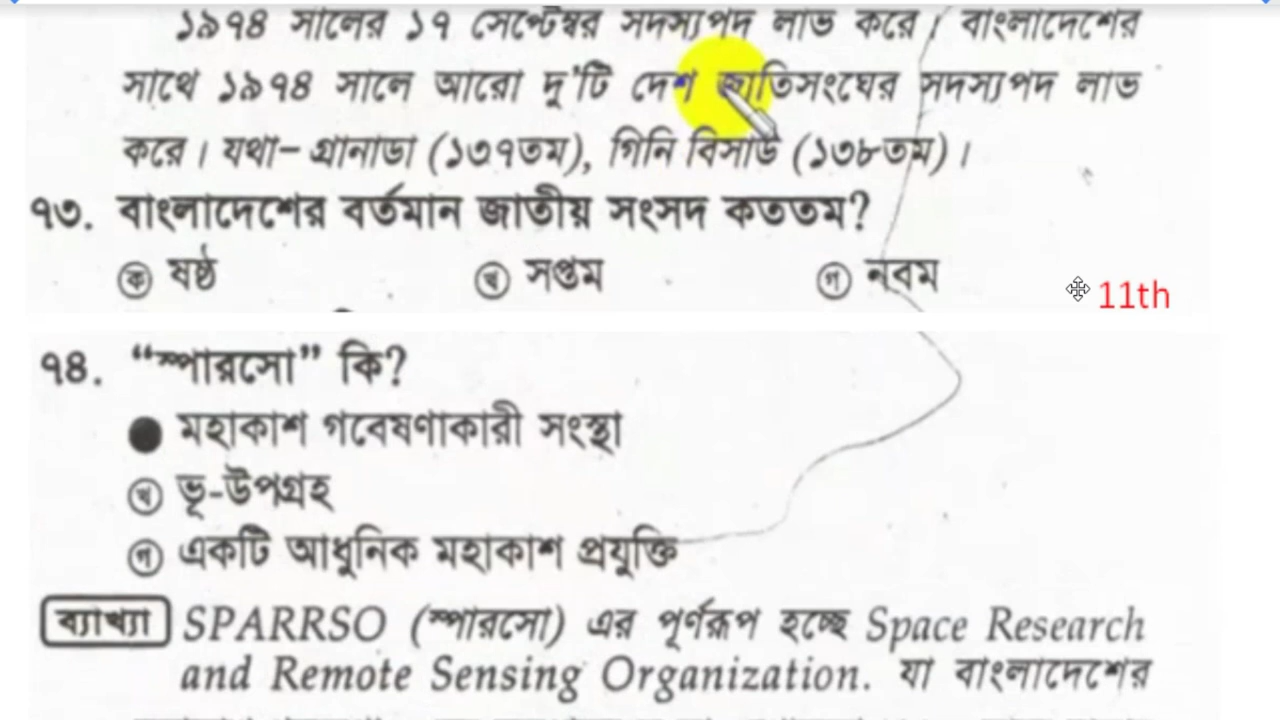 ১৯৭৪ সালের ১৭ সেপ্টেম্বর সদস্যপদ লাভ করে। বাংলাদেশের
সাথে ১৯৭৪ সালে আরো দু'টি দেশ জাতিসংঘের সদস্যপদ লাভ
করে। যথা– গ্রানাডা (১৩৭তম), গিনি বিসাউ (১৩৮তম)।
৭৩. বাংলাদেশের বর্তমান জাতীয় সংসদ কততম?
ক ষষ্ঠ খ সপ্তম গ নবম 11th
৭৪. “স্পারসো” কি?
মহাকাশ গবেষণাকারী সংস্থা
খ ভূ-উপগ্রহ
গ একটি আধুনিক মহাকাশ প্রযুক্তি
ব্যাখ্যা SPARRSO (স্পারসো) এর পূর্ণরূপ হচ্ছে Space Research
and Remote Sensing Organization. যা বাংলাদেশের